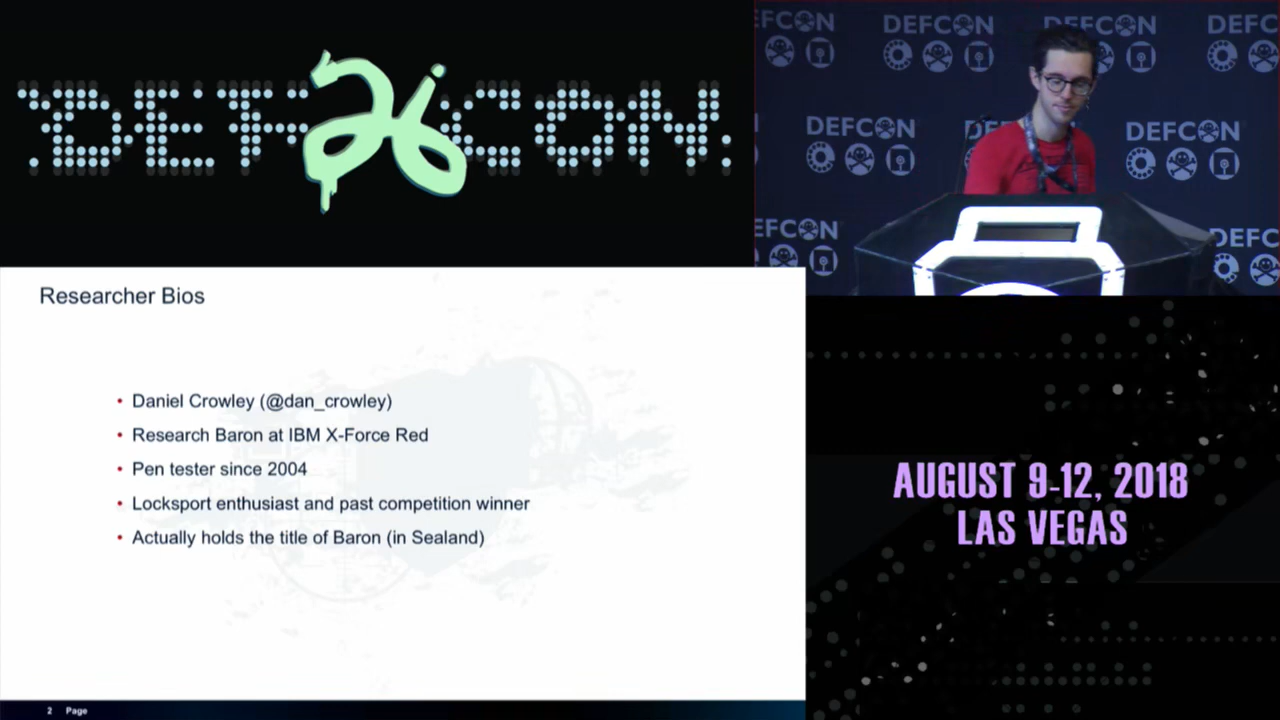 DEF26CON
DEFCON
DEFCON
DEFCON
DEFCON
DEFCON
DEFCON
Researcher Bios
• Daniel Crowley (@dan_crowley)
• Research Baron at IBM X-Force Red
• Pen tester since 2004
• Locksport enthusiast and past competition winner
• Actually holds the title of Baron (in Sealand)
2 Page
AUGUST 9-12, 2018
LAS VEGAS